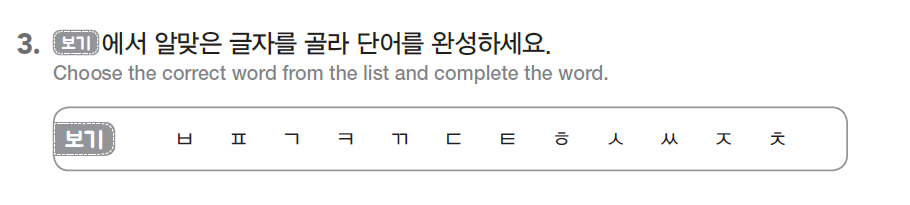 3. 보기에서 알맞은 글자를 골라 단어를 완성하세요.
Choose the correct word from the list and complete the word.
보기 ㅂ ㅍ ㄱ ㅋ ㄲ ㄷ ㅌ ㅎ ㅅ ㅆ ㅈ ㅊ